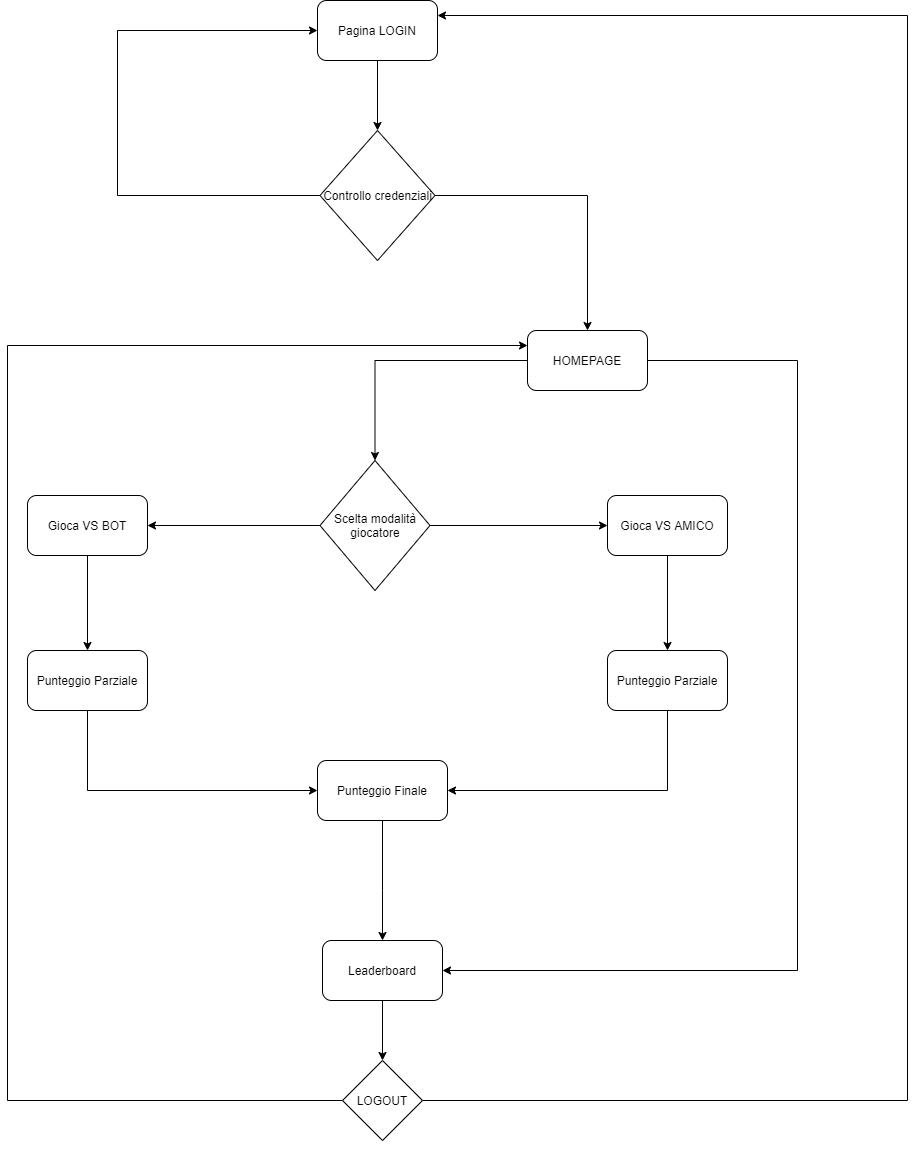 Pagina LOGIN
Controllo credenziali
HOMEPAGE
Gioca VS BOT
Scelta modalità
giocatore
Gioca VS AMICO
Punteggio Parziale
Punteggio Parziale
Punteggio Finale
Leaderboard
LOGOUT